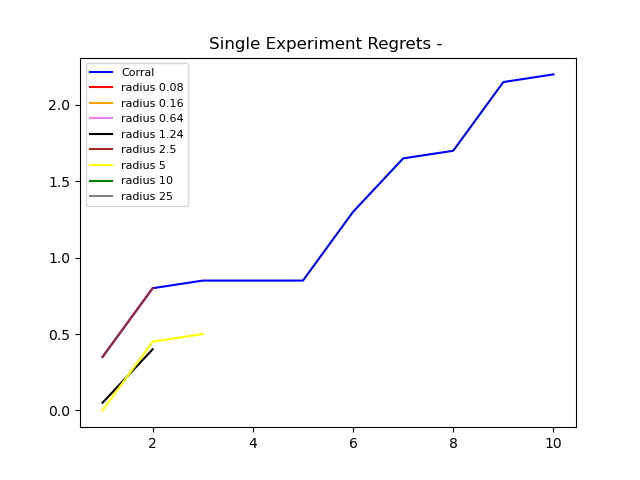 Single Experiment Regrets -
Corral
radius 0.08
radius 0.16
radius 0.64
radius 1.24
radius 2.5
radius 5
radius 10
radius 25
2.0
1.5
1.0
0.5
0.0
2 4 6 8 10